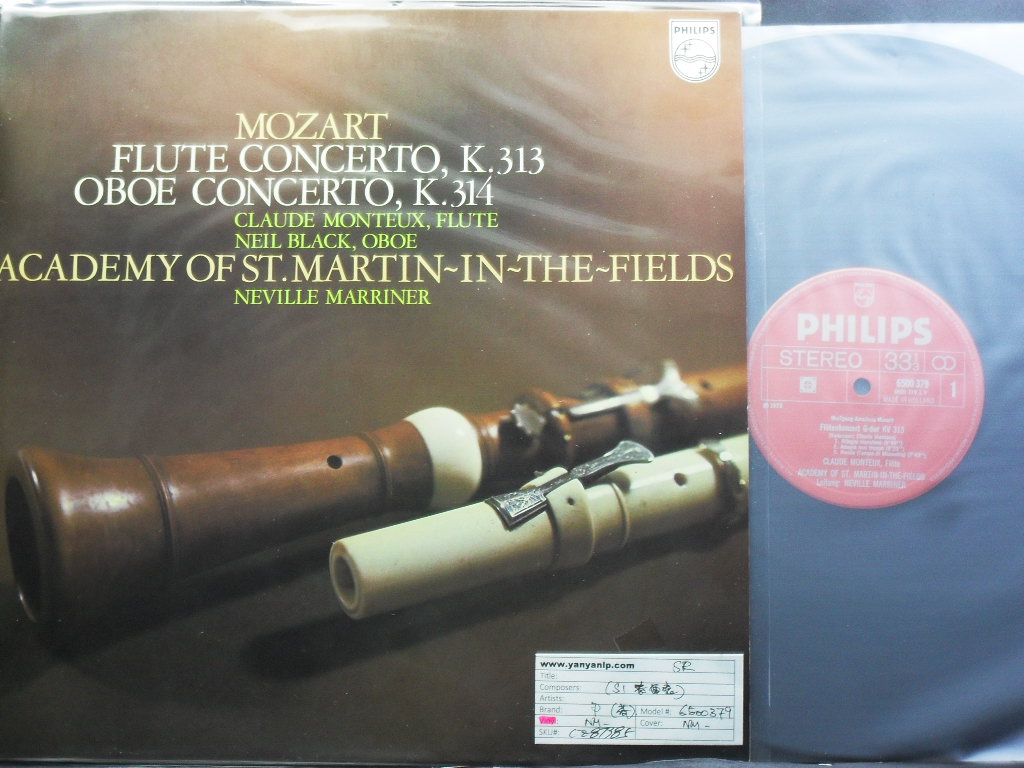 PHILIPS
MOZART
FLUTE CONCERTO, K.313
OBOE CONCERTO, K.314
CLAUDE MONTEUX, FLUTE
NEIL BLACK, OBOE
ACADEMY OF ST. MARTIN~IN~THE~FIELDS
NEVILLE MARRINER
www.yanyanlp.com SR
Title:
Composers:
Artists:
Brand: P Model #: 6500379
Vinyl: NM- Cover: NM-
SKU#:
PHILIPS
STEREO 33 1/3
6500 379 1
MADE IN HOLLAND
Wolfgang Amadeus Mozart
Flötenkonzert G-dur KV 313
CLAUDE MONTEUX, Flöte
ACADEMY OF ST. MARTIN-IN-THE-FIELDS
Leitung: NEVILLE MARRINER